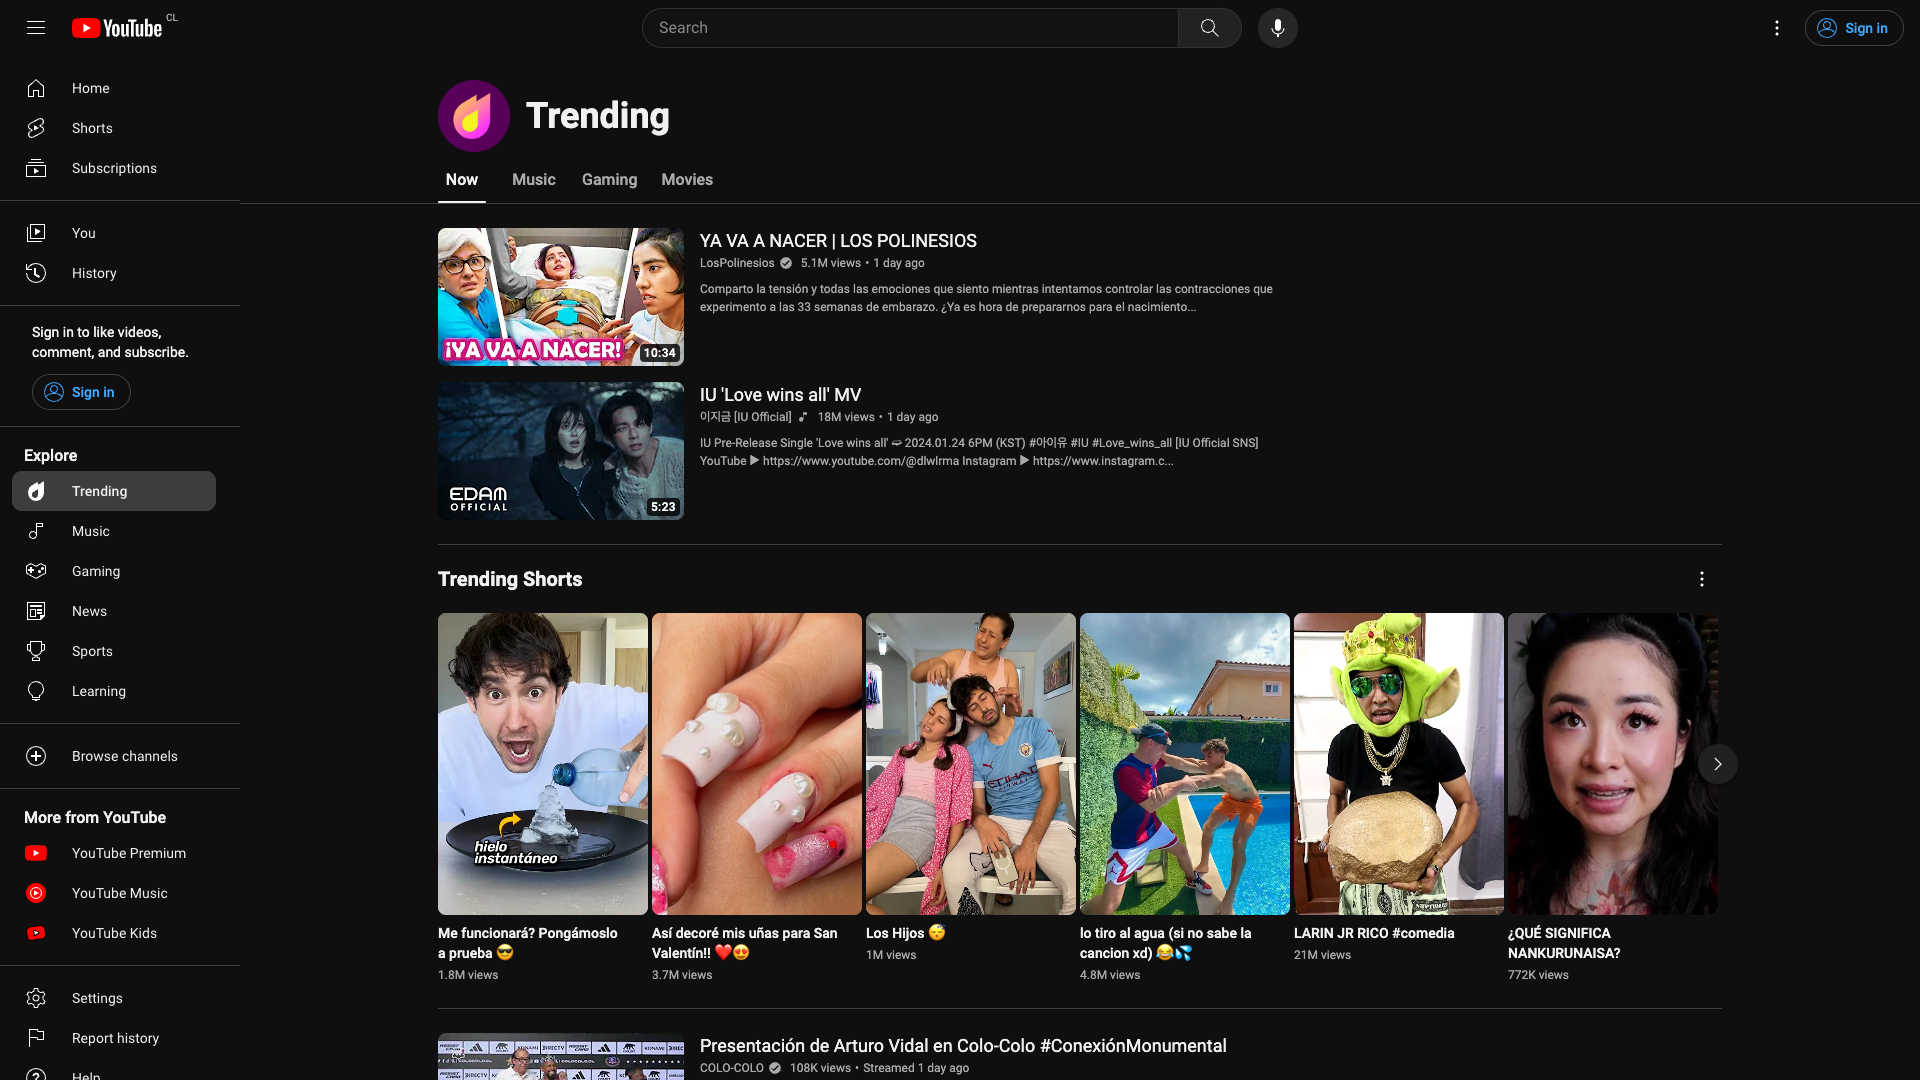 YouTube CL
Search
Sign in
Home
Shorts
Subscriptions
You
History
Sign in to like videos,
comment, and subscribe.
Sign in
Explore
Trending
Music
Gaming
News
Sports
Learning
Browse channels
More from YouTube
YouTube Premium
YouTube Music
YouTube Kids
Settings
Report history
Help
Trending
Now
Music
Gaming
Movies
¡YA VA A NACER!
10:34
YA VA A NACER | LOS POLINESIOS
LosPolinesios 5.1M views • 1 day ago
Comparto la tensión y todas las emociones que siento mientras intentamos controlar las contracciones que
experimento a las 33 semanas de embarazo. ¿Ya es hora de prepararnos para el nacimiento...
EDAM
OFFICIAL
5:23
IU 'Love wins all' MV
이지금 [IU Official] 18M views • 1 day ago
IU Pre-Release Single 'Love wins all' 2024.01.24 6PM (KST) #아이유 #IU #Love_wins_all [IU Official SNS]
YouTube ▶ https://www.youtube.com/@dlwlrma Instagram ▶ https://www.instagram.c...
Trending Shorts
hielo
instantáneo
ETIHAD
Me funcionará? Pongámoslo
a prueba 😎
1.8M views
Así decoré mis uñas para San
Valentín!! ❤️😍
3.7M views
Los Hijos 😴
1M views
lo tiro al agua (si no sabe la
cancion xd) 😂💦
4.8M views
LARIN JR RICO #comedia
21M views
¿QUÉ SIGNIFICA
NANKURUNAISA?
772K views
Presentación de Arturo Vidal en Colo-Colo #ConexiónMonumental
COLO-COLO 108K views • Streamed 1 day ago